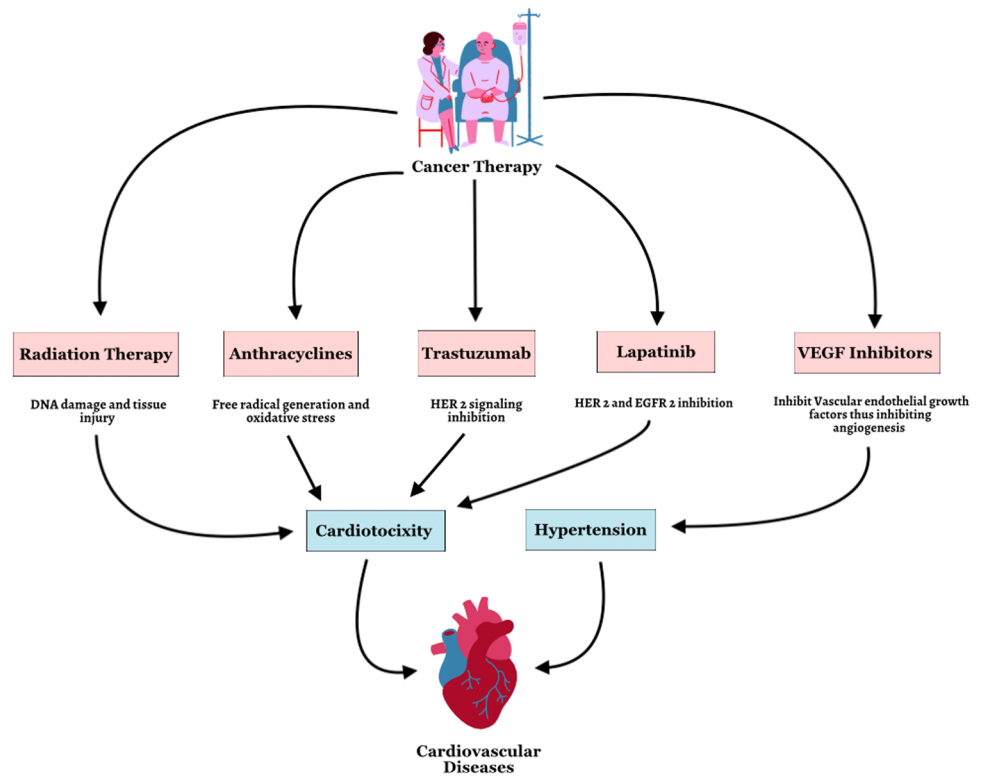 Cancer Therapy
Radiation Therapy
Anthracyclines
Trastuzumab
Lapatinib
VEGF Inhibitors
DNA damage and tissue
injury
Free radical generation and
oxidative stress
HER 2 signaling
inhibition
HER 2 and EGFR 2 inhibition
Inhibit Vascular endothelial growth
factors thus inhibiting
angiogenesis
Cardiotocixity
Hypertension
Cardiovascular
Diseases